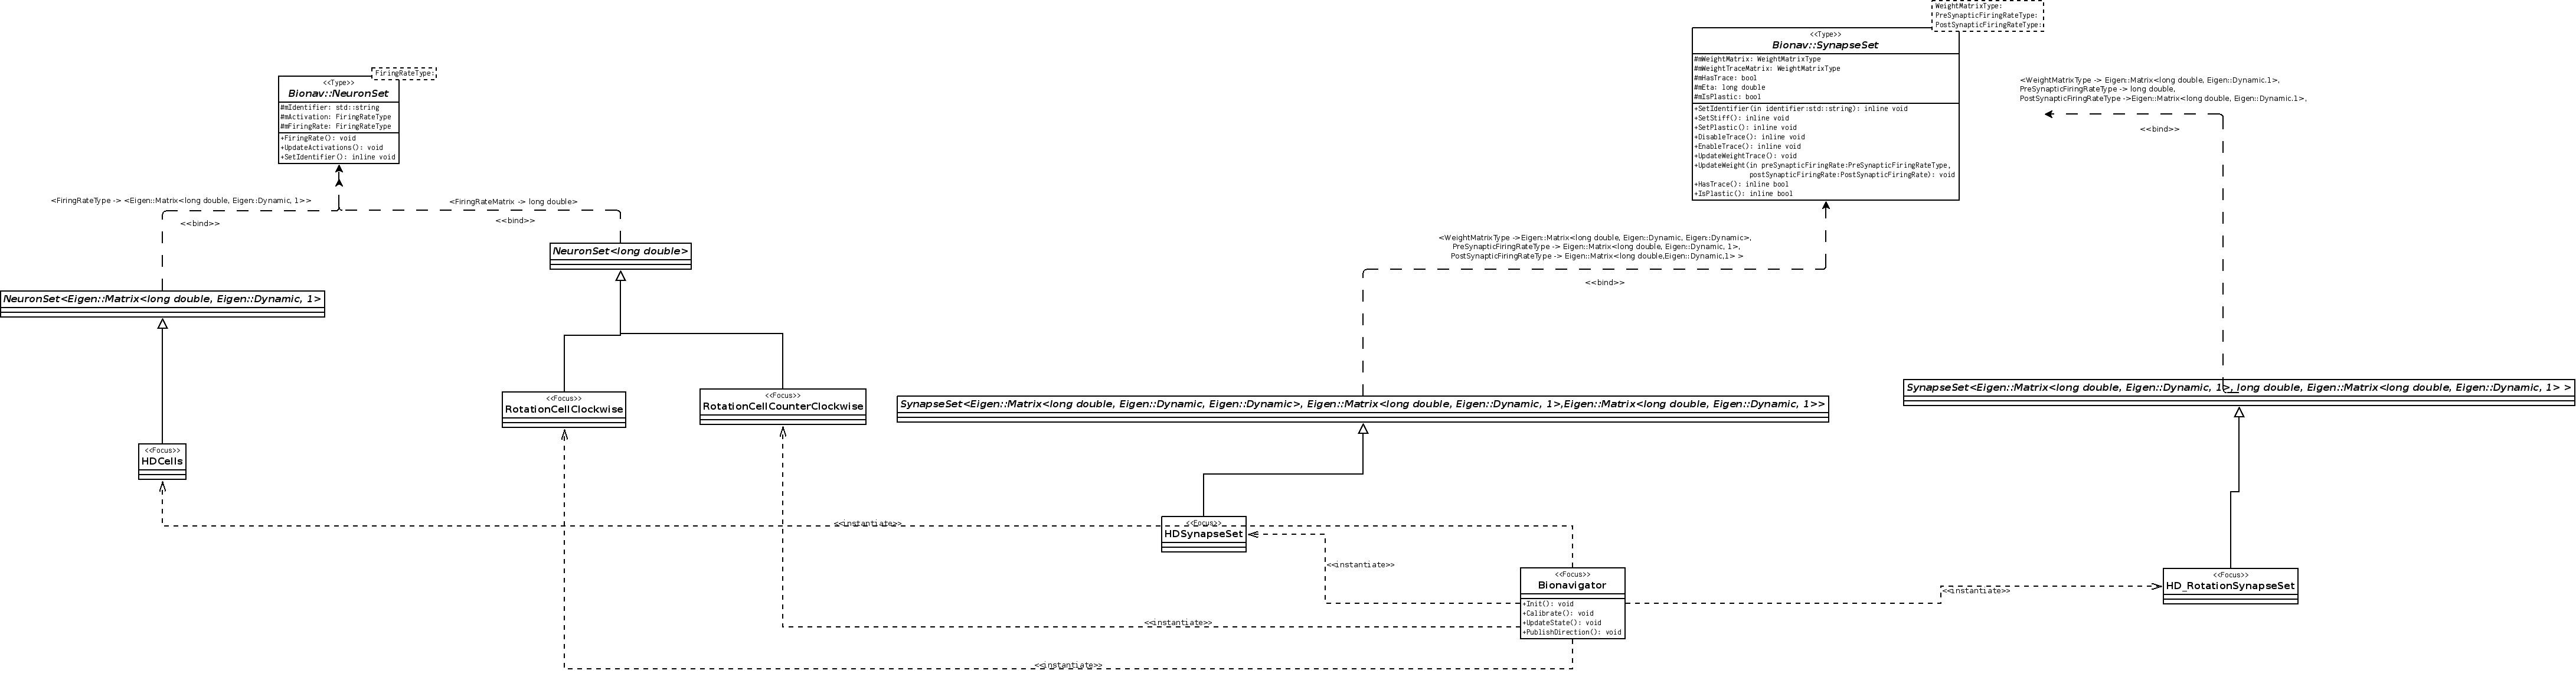 WeightMatrixType:
PreSynapticFiringRateType:
PostSynapticFiringRateType:
<<Type>>
Bionav::SynapseSet
#mWeightMatrix: WeightMatrixType
#mWeightTraceMatrix: WeightMatrixType
#mHasTrace: bool
#mEta: long double
#mIsPlastic: bool
+SetIdentifier(in identifier:std::string): inline void
+SetStiff(): inline void
+SetPlastic(): inline void
+DisableTrace(): inline void
+EnableTrace(): inline void
+UpdateWeightTrace(): void
+UpdateWeight(in preSynapticFiringRate:PreSynapticFiringRateType,
postSynapticFiringRate:PostSynapticFiringRate): void
+HasTrace(): inline bool
+IsPlastic(): inline bool
FiringRateType:
<<Type>>
Bionav::NeuronSet
#mIdentifier: std::string
#mActivation: FiringRateType
#mFiringRate: FiringRateType
+FiringRate(): void
+UpdateActivations(): void
+SetIdentifier(): inline void
<WeightMatrixType -> Eigen::Matrix<long double, Eigen::Dynamic.1>,
PreSynapticFiringRateType -> long double,
PostSynapticFiringRateType ->Eigen::Matrix<long double, Eigen::Dynamic.1>,
<<bind>>
<FiringRateType -> <Eigen::Matrix<long double, Eigen::Dynamic, 1>>
<<bind>>
<FiringRateMatrix -> long double>
<<bind>>
NeuronSet<long double>
<WeightMatrixType ->Eigen::Matrix<long double, Eigen::Dynamic, Eigen::Dynamic>,
PreSynapticFiringRateType -> Eigen::Matrix<long double, Eigen::Dynamic, 1>,
PostSynapticFiringRateType -> Eigen::Matrix<long double,Eigen::Dynamic,1> >
<<bind>>
NeuronSet<Eigen::Matrix<long double, Eigen::Dynamic, 1>
<<Focus>>
RotationCellClockwise
<<Focus>>
RotationCellCounterClockwise
SynapseSet<Eigen::Matrix<long double, Eigen::Dynamic, Eigen::Dynamic>, Eigen::Matrix<long double, Eigen::Dynamic, 1>,Eigen::Matrix<long double, Eigen::Dynamic, 1>>
SynapseSet<Eigen::Matrix<long double, Eigen::Dynamic, 1>, long double, Eigen::Matrix<long double, Eigen::Dynamic, 1> >
<<Focus>>
HDCells
<<instantiate>>
<<Focus>>
HDSynapseSet
<<instantiate>>
<<Focus>>
Bionavigator
+Init(): void
+Calibrate(): void
+UpdateState(): void
+PublishDirection(): void
<<instantiate>>
<<Focus>>
HD_RotationSynapseSet
<<instantiate>>
<<instantiate>>